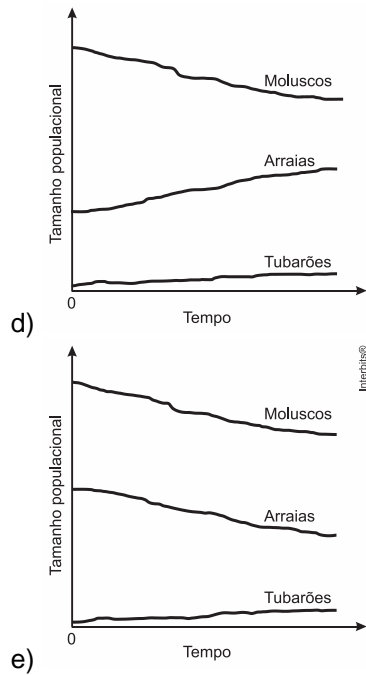 Tamanho populacional
Moluscos
Arraias
Tubarões
0
Tempo
d)
Interbits®
Tamanho populacional
Moluscos
Arraias
Tubarões
0
Tempo
e)